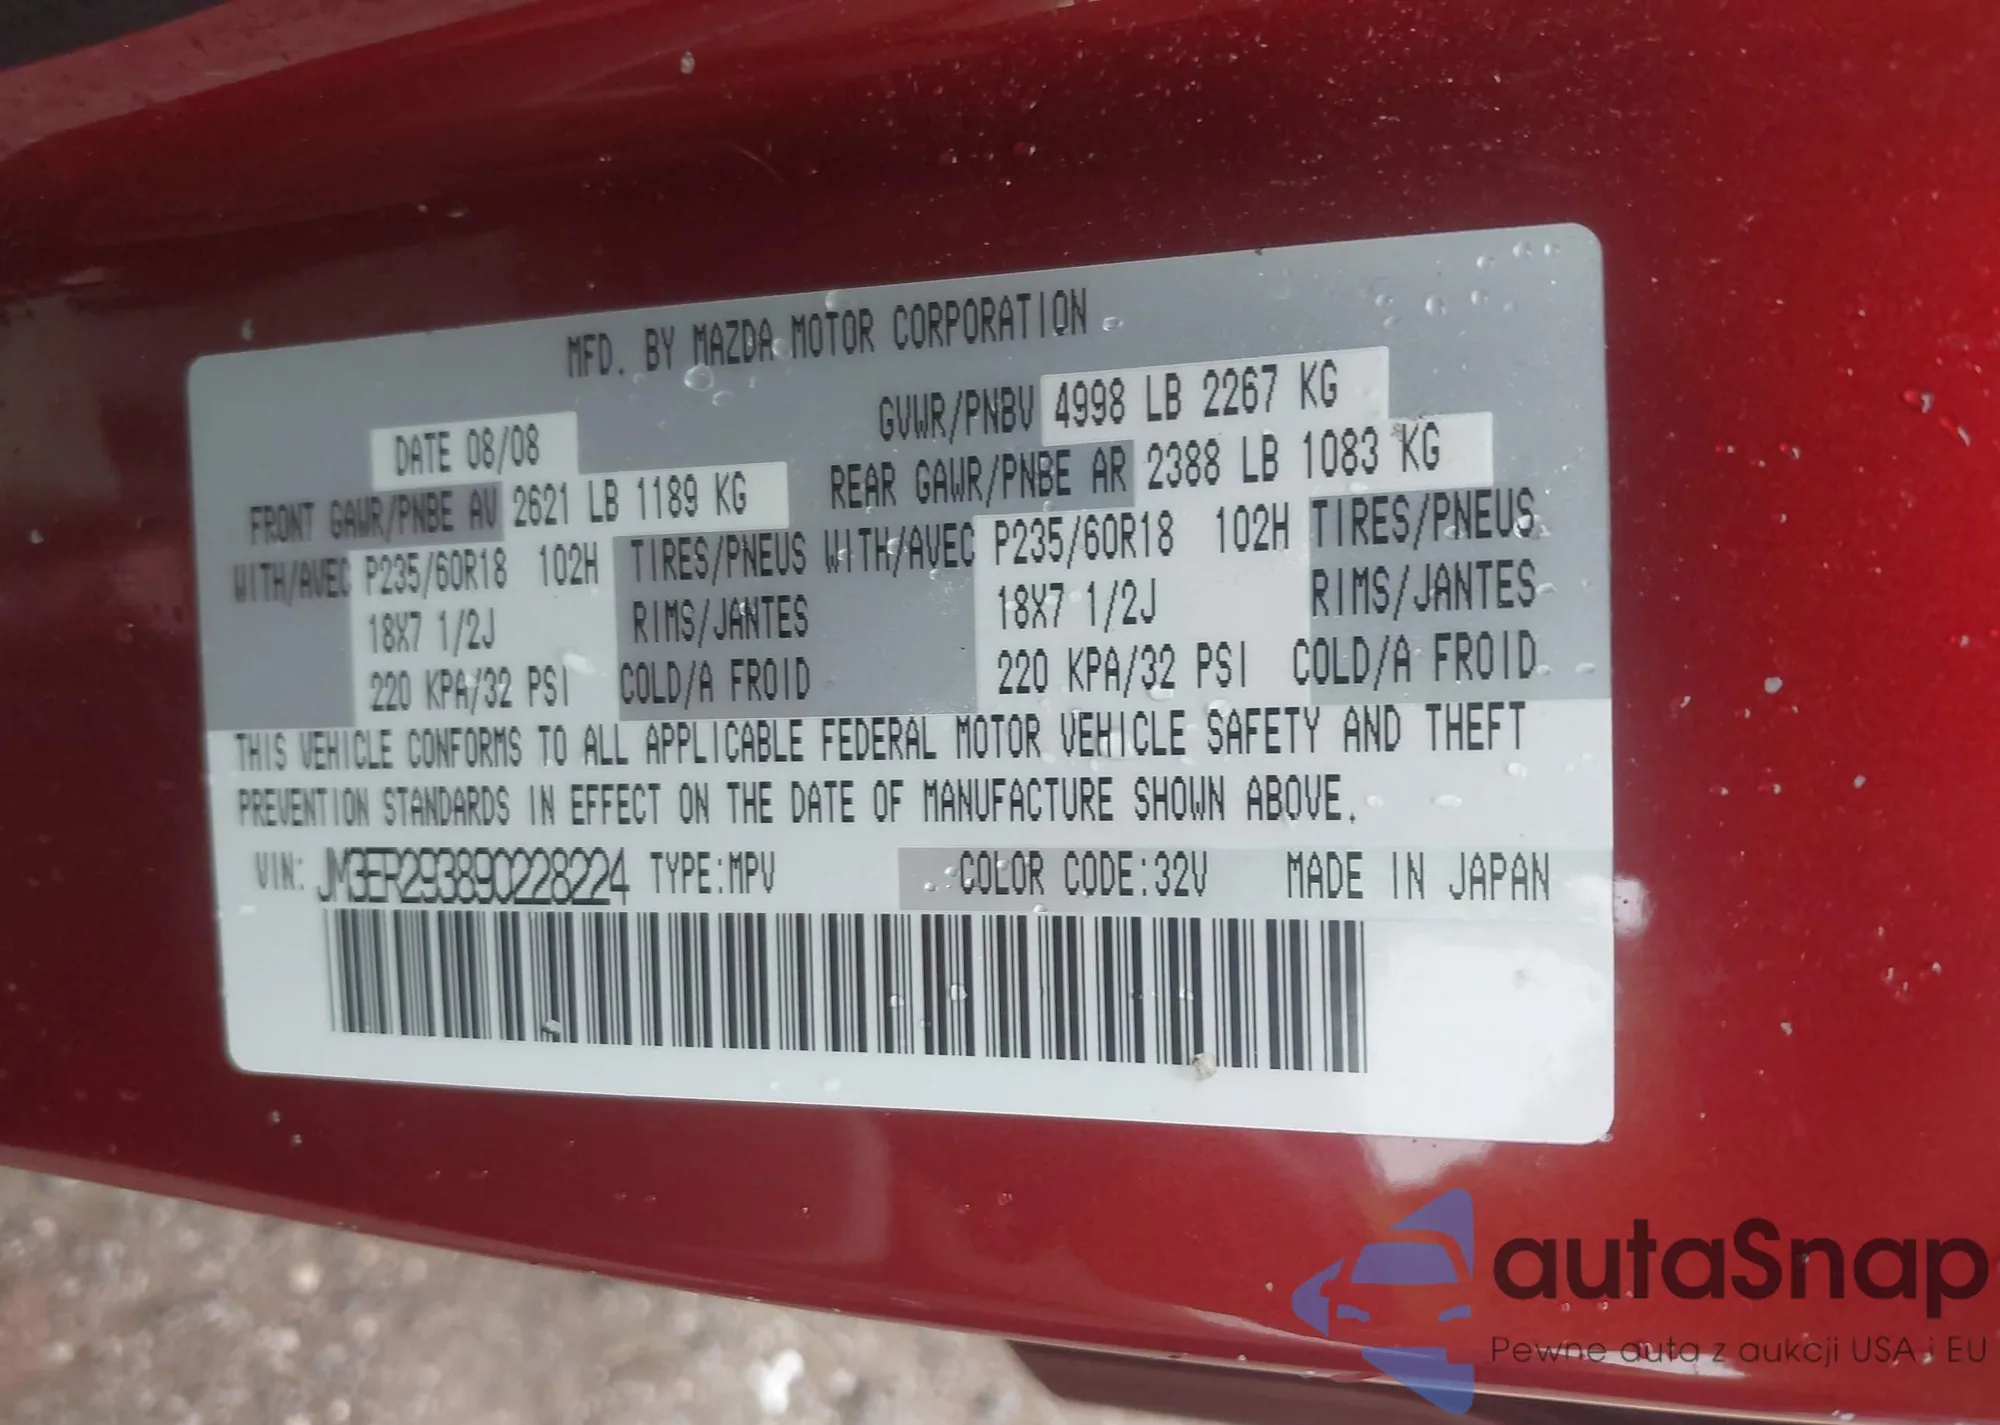 MFD. BY MAZDA MOTOR CORPORATION
DATE 08/08 GVWR/PNBV 4998 LB 2267 KG
FRONT GAWR/PNBE AV 2621 LB 1189 KG REAR GAWR/PNBE AR 2388 LB 1083 KG
WITH/AVEC P235/60R18 102H TIRES/PNEUS WITH/AVEC P235/60R18 102H TIRES/PNEUS
18X7 1/2J RIMS/JANTES 18X7 1/2J RIMS/JANTES
220 KPA/32 PSI COLD/A FROID 220 KPA/32 PSI COLD/A FROID
THIS VEHICLE CONFORMS TO ALL APPLICABLE FEDERAL MOTOR VEHICLE SAFETY AND THEFT
PREVENTION STANDARDS IN EFFECT ON THE DATE OF MANUFACTURE SHOWN ABOVE.
VIN: JM3ER293890228224 TYPE:MPV COLOR CODE:32V MADE IN JAPAN
autaSnap
Pewne auta z aukcji USA i EU